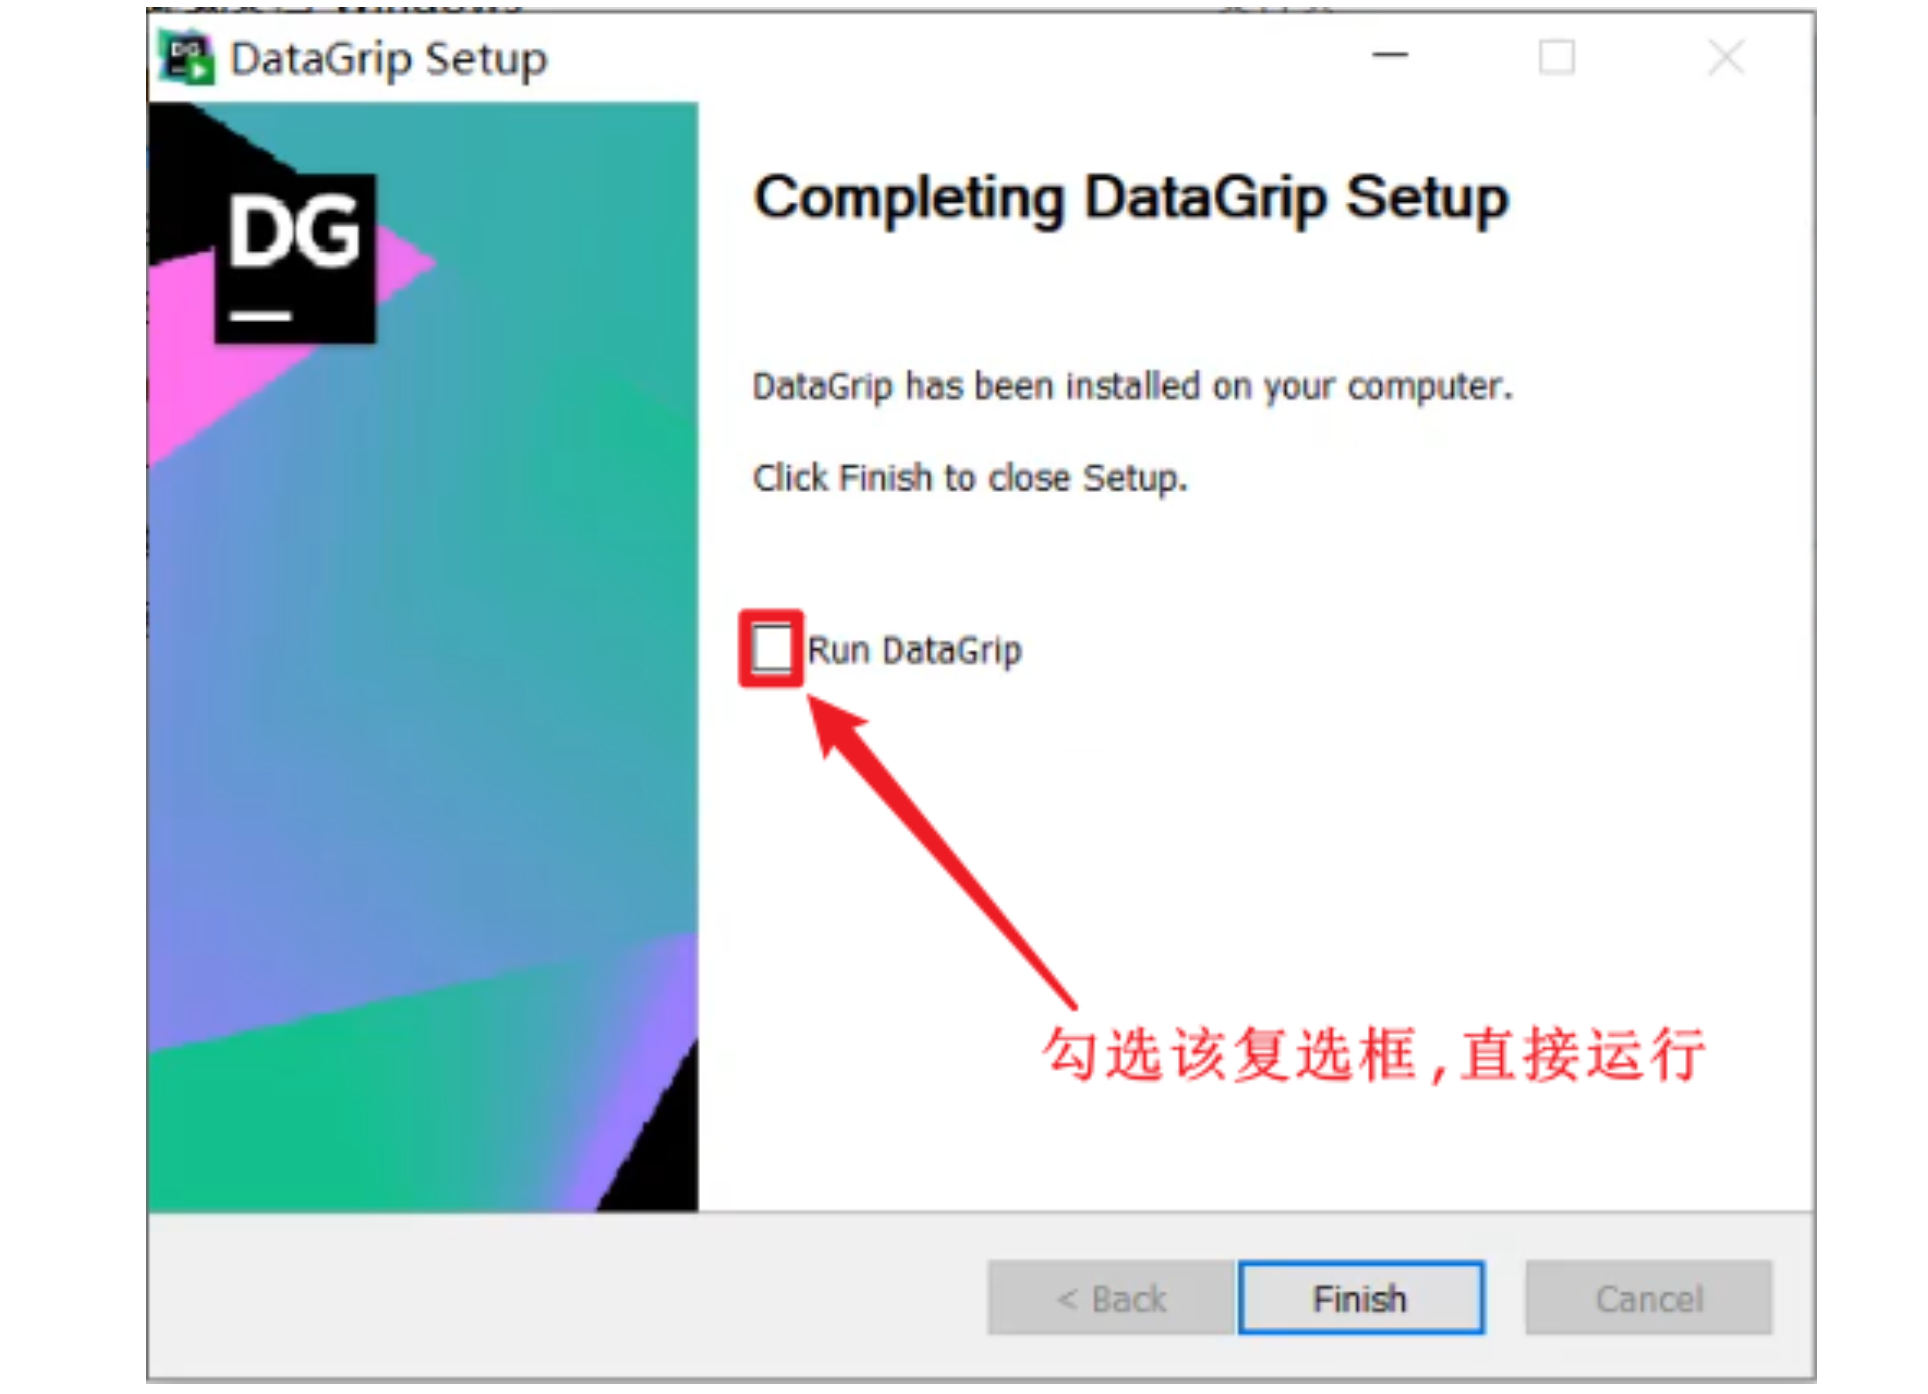 DataGrip Setup
DG
Completing DataGrip Setup
DataGrip has been installed on your computer.
Click Finish to close Setup.
Run DataGrip
勾选该复选框,直接运行
< Back
Finish
Cancel